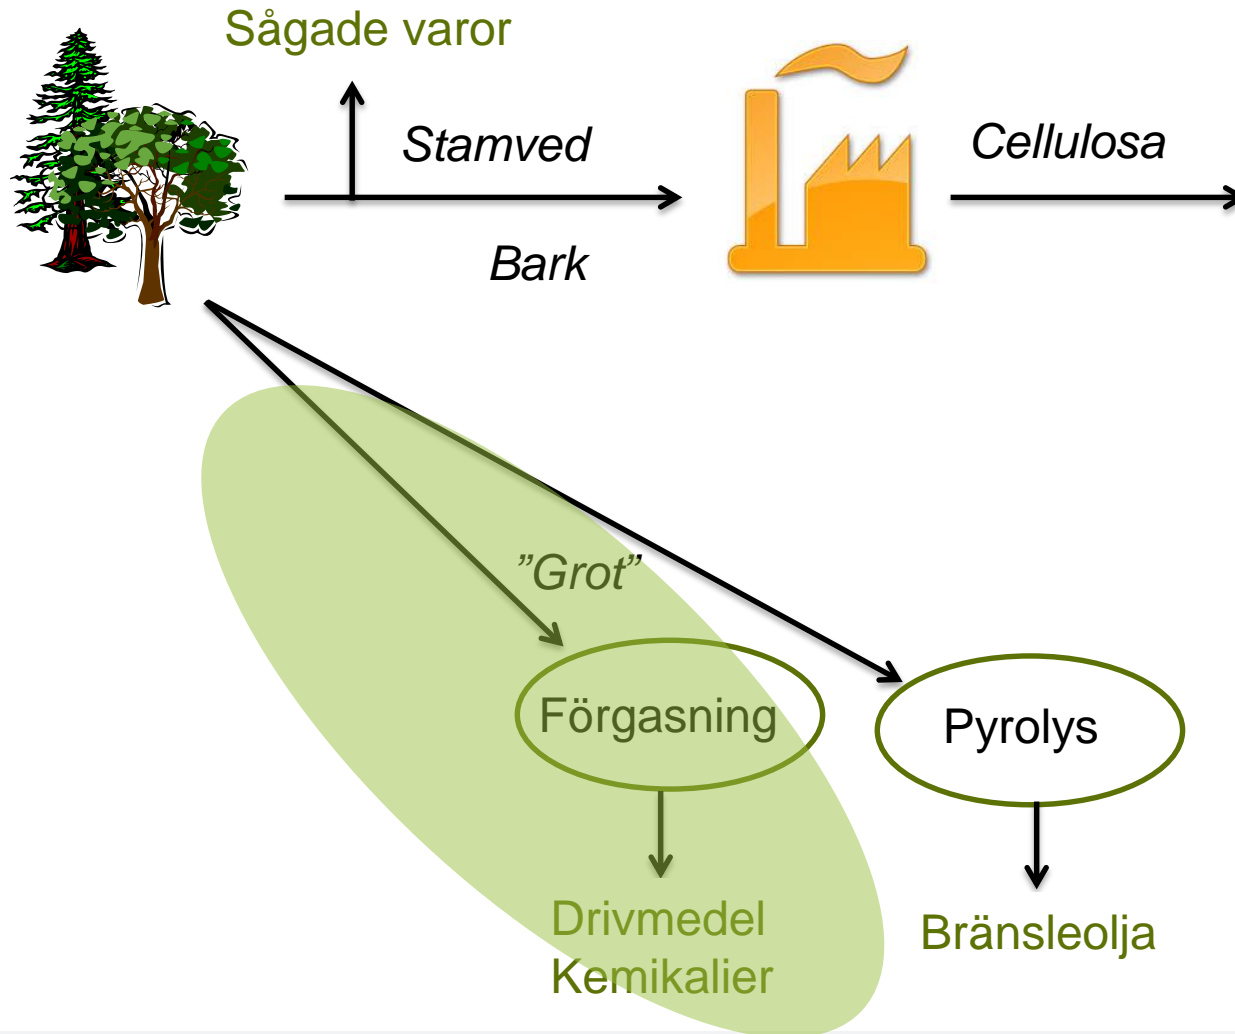 Sågade varor
Stamved
Cellulosa
Bark
”Grot”
Förgasning
Pyrolys
Drivmedel
Kemikalier
Bränsleolja